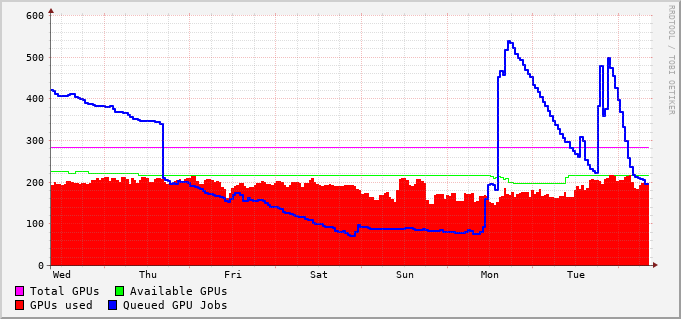 600
500
400
300
200
100
0
Wed Thu Fri Sat Sun Mon Tue
Total GPUs Available GPUs
GPUs used Queued GPU Jobs
RRDTOOL / TOBI OETIKER